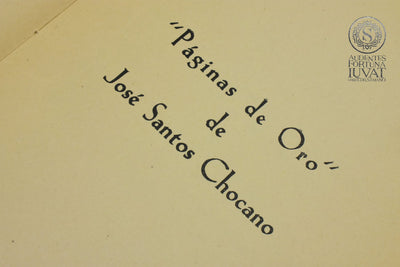 "Páginas de Oro"
de
José Santos Chocano
S
AUDENTES
FORTUNA
IUVAT